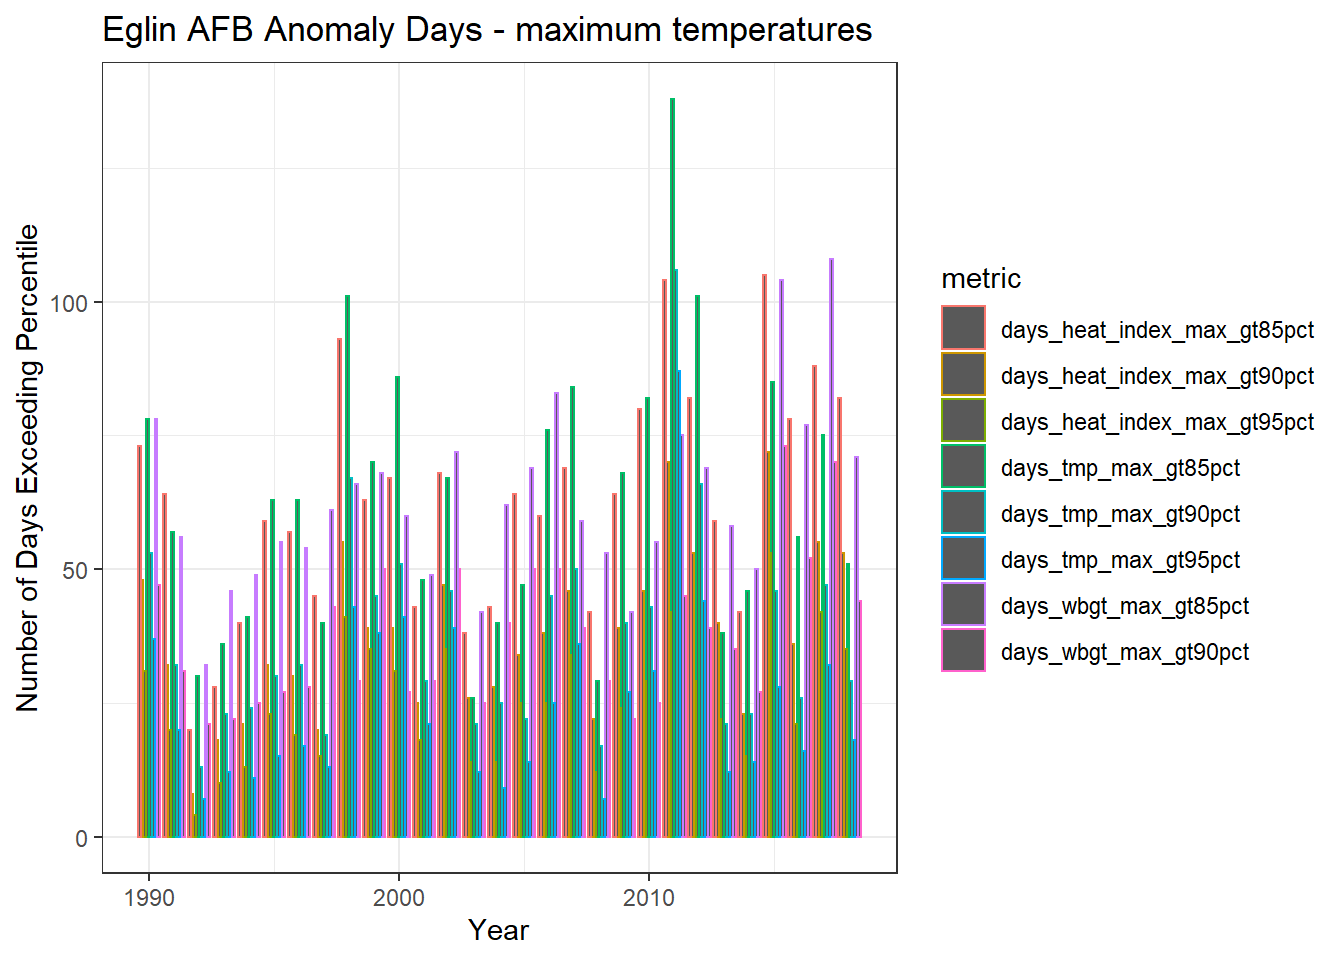 Eglin AFB Anomaly Days - maximum temperatures
Number of Days Exceeding Percentile
100
50
0
1990
2000
2010
Year
metric
days_heat_index_max_gt85pct
days_heat_index_max_gt90pct
days_heat_index_max_gt95pct
days_tmp_max_gt85pct
days_tmp_max_gt90pct
days_tmp_max_gt95pct
days_wbgt_max_gt85pct
days_wbgt_max_gt90pct